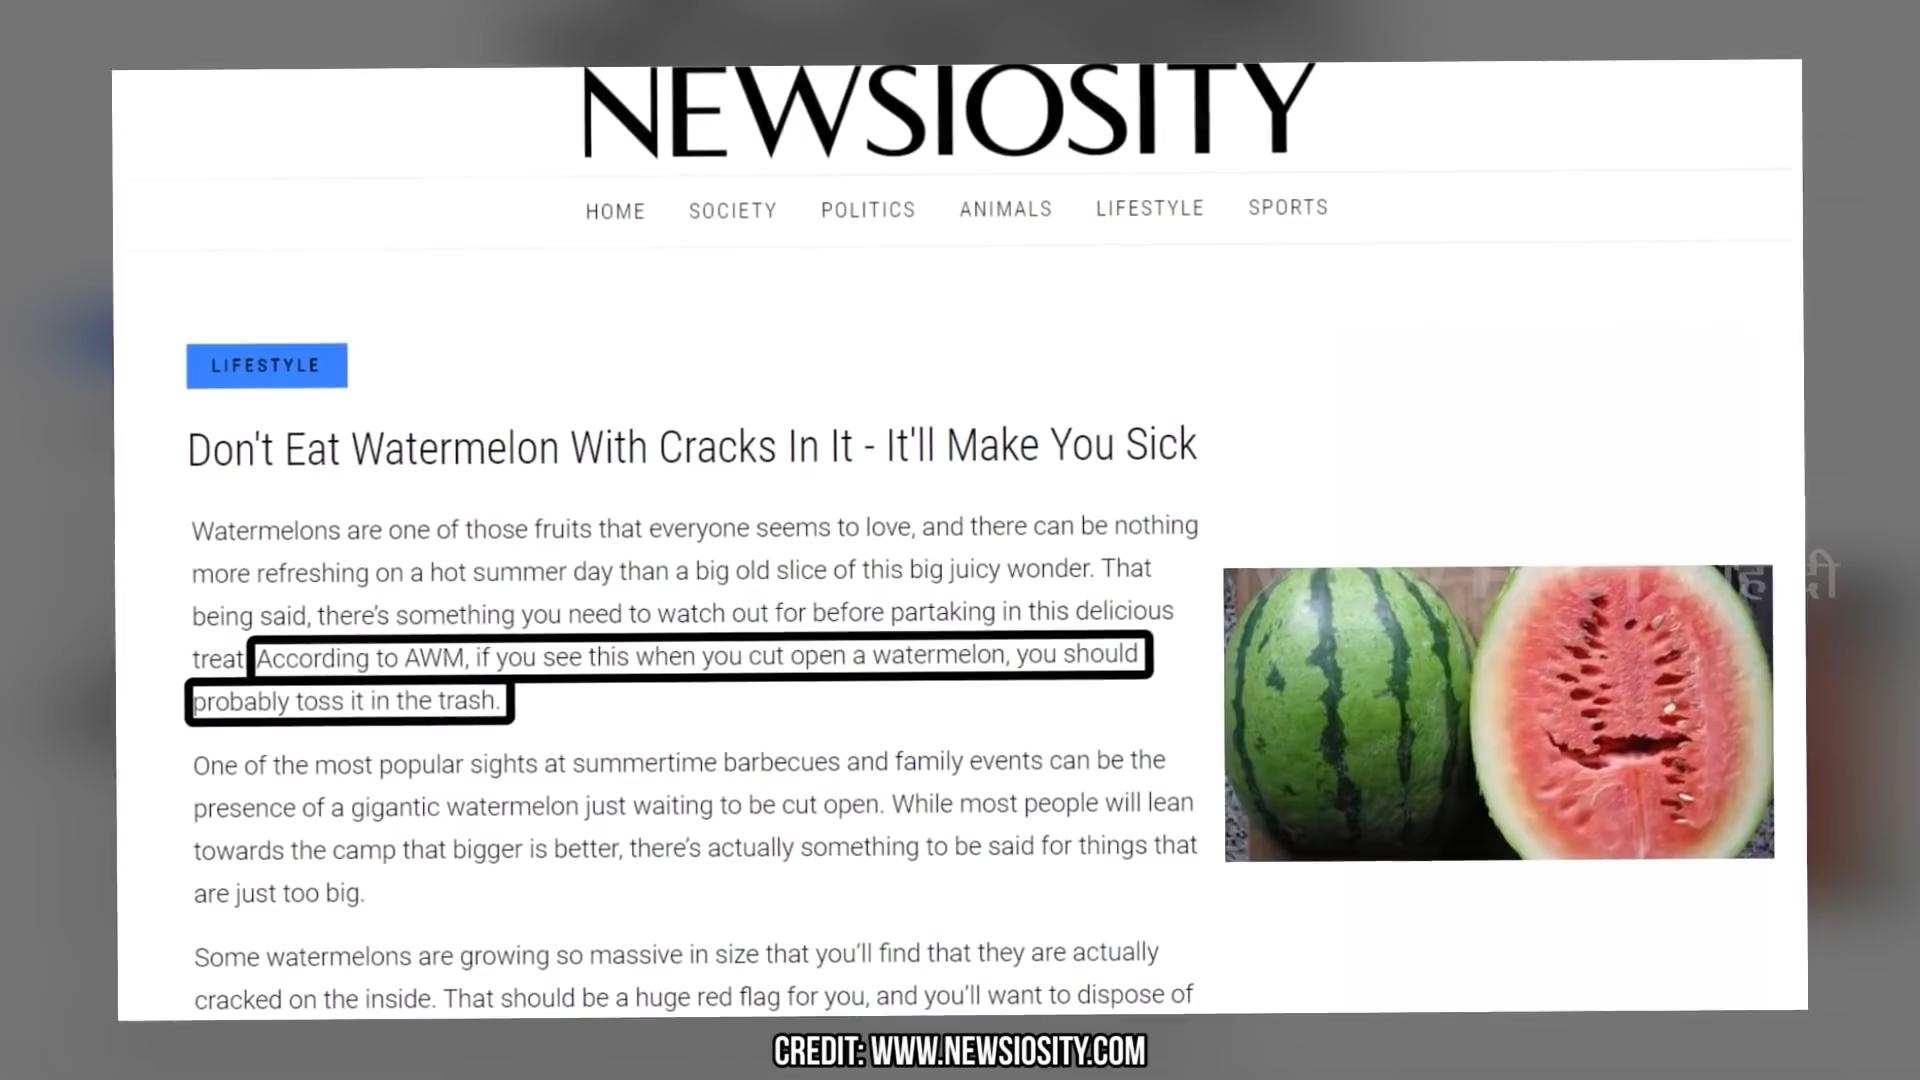 NEWSIOSITY
HOME SOCIETY POLITICS ANIMALS LIFESTYLE SPORTS
LIFESTYLE
Don't Eat Watermelon With Cracks In It - It'll Make You Sick
Watermelons are one of those fruits that everyone seems to love, and there can be nothing
more refreshing on a hot summer day than a big old slice of this big juicy wonder. That
being said, there's something you need to watch out for before partaking in this delicious
treat. According to AWM, if you see this when you cut open a watermelon, you should
probably toss it in the trash.
One of the most popular sights at summertime barbecues and family events can be the
presence of a gigantic watermelon just waiting to be cut open. While most people will lean
towards the camp that bigger is better, there's actually something to be said for things that
are just too big.
Some watermelons are growing so massive in size that you'll find that they are actually
cracked on the inside. That should be a huge red flag for you, and you'll want to dispose of
CREDIT: WWW.NEWSIOSITY.COM